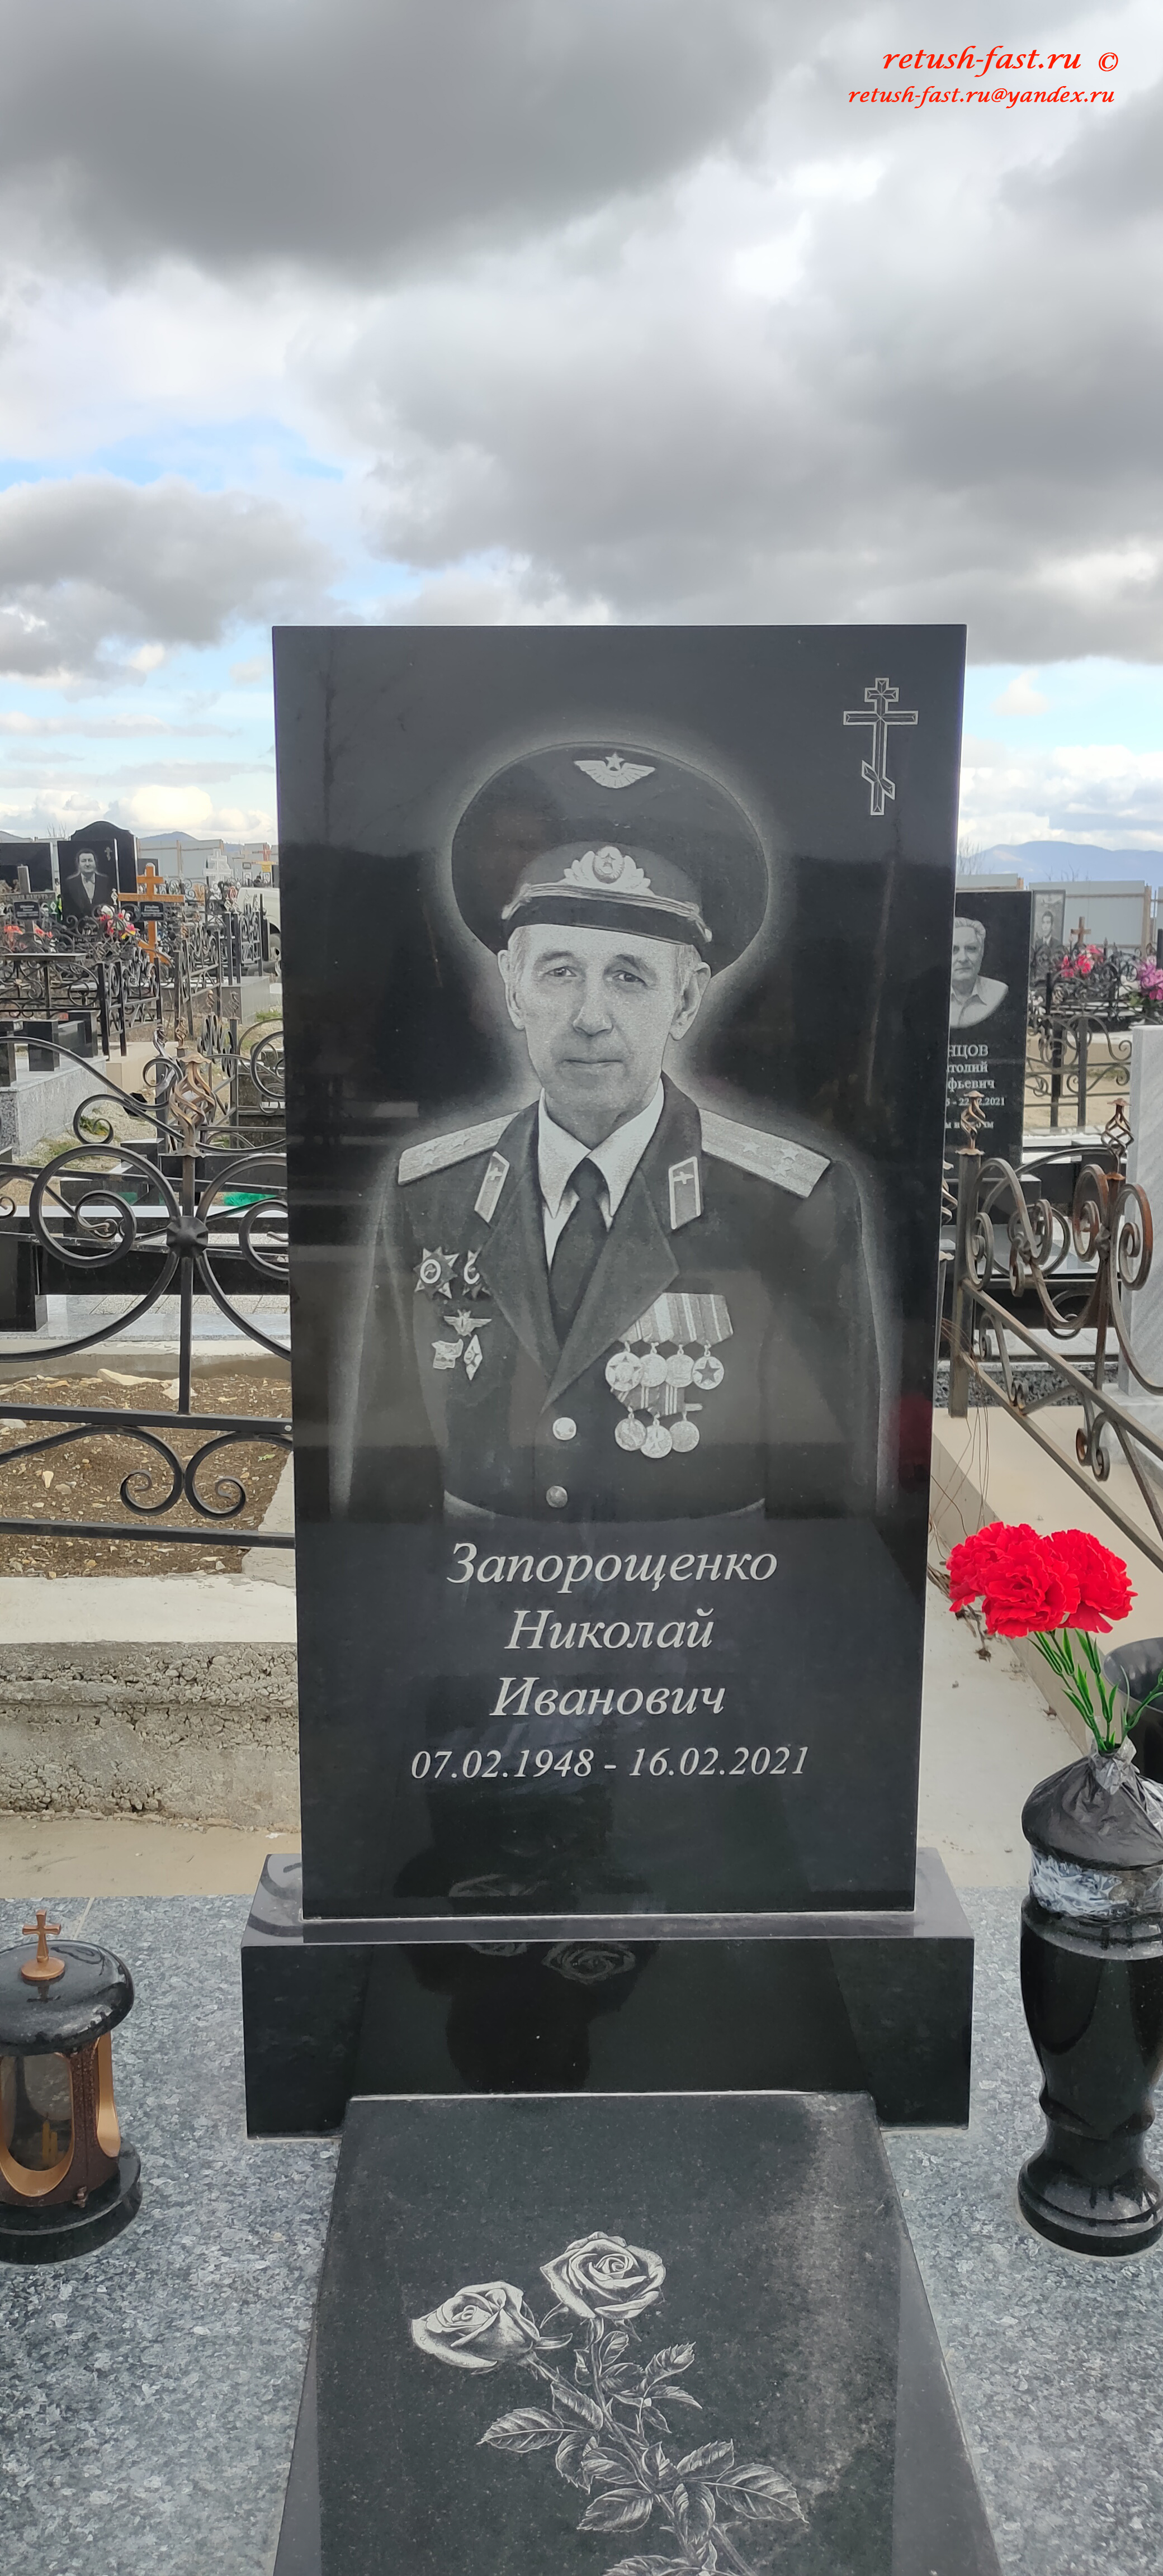 retush-fast.ru ©
retush-fast.ru@yandex.ru
Запорощенко
Николай
Иванович
07.02.1948 - 16.02.2021